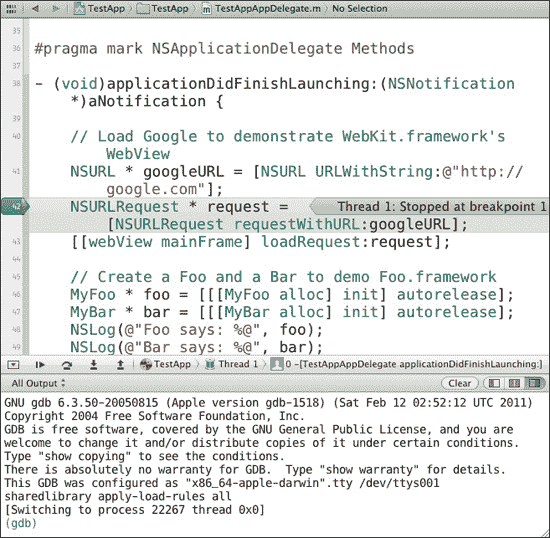 TestApp TestApp TestAppAppDelegate.m No Selection
35
36 #pragma mark NSApplicationDelegate Methods
37
38 - (void)applicationDidFinishLaunching:(NSNotification
*)aNotification {
39
40 // Load Google to demonstrate WebKit.framework's
WebView
41 NSURL * googleURL = [NSURL URLWithString:@"http://
google.com"];
42 NSURLRequest * request = Thread 1: Stopped at breakpoint 1
[NSURLRequest requestWithURL:googleURL];
43 [[webView mainFrame] loadRequest:request];
44
45 // Create a Foo and a Bar to demo Foo.framework
46 MyFoo * foo = [[[MyFoo alloc] init] autorelease];
47 MyBar * bar = [[[MyBar alloc] init] autorelease];
48 NSLog(@"Foo says: %@", foo);
49 NSLog(@"Bar says: %@", bar);
TestApp Thread 1 0 -[TestAppAppDelegate applicationDidFinishLaunching:]
All Output Clear
GNU gdb 6.3.50-20050815 (Apple version gdb-1518) (Sat Feb 12 02:52:12 UTC 2011)
Copyright 2004 Free Software Foundation, Inc.
GDB is free software, covered by the GNU General Public License, and you are
welcome to change it and/or distribute copies of it under certain conditions.
Type "show copying" to see the conditions.
There is absolutely no warranty for GDB.  Type "show warranty" for details.
This GDB was configured as "x86_64-apple-darwin".tty /dev/ttys001
sharedlibrary apply-load-rules all
[Switching to process 22267 thread 0x0]
(gdb)